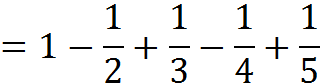 = 1 − 1/2 + 1/3 − 1/4 + 1/5